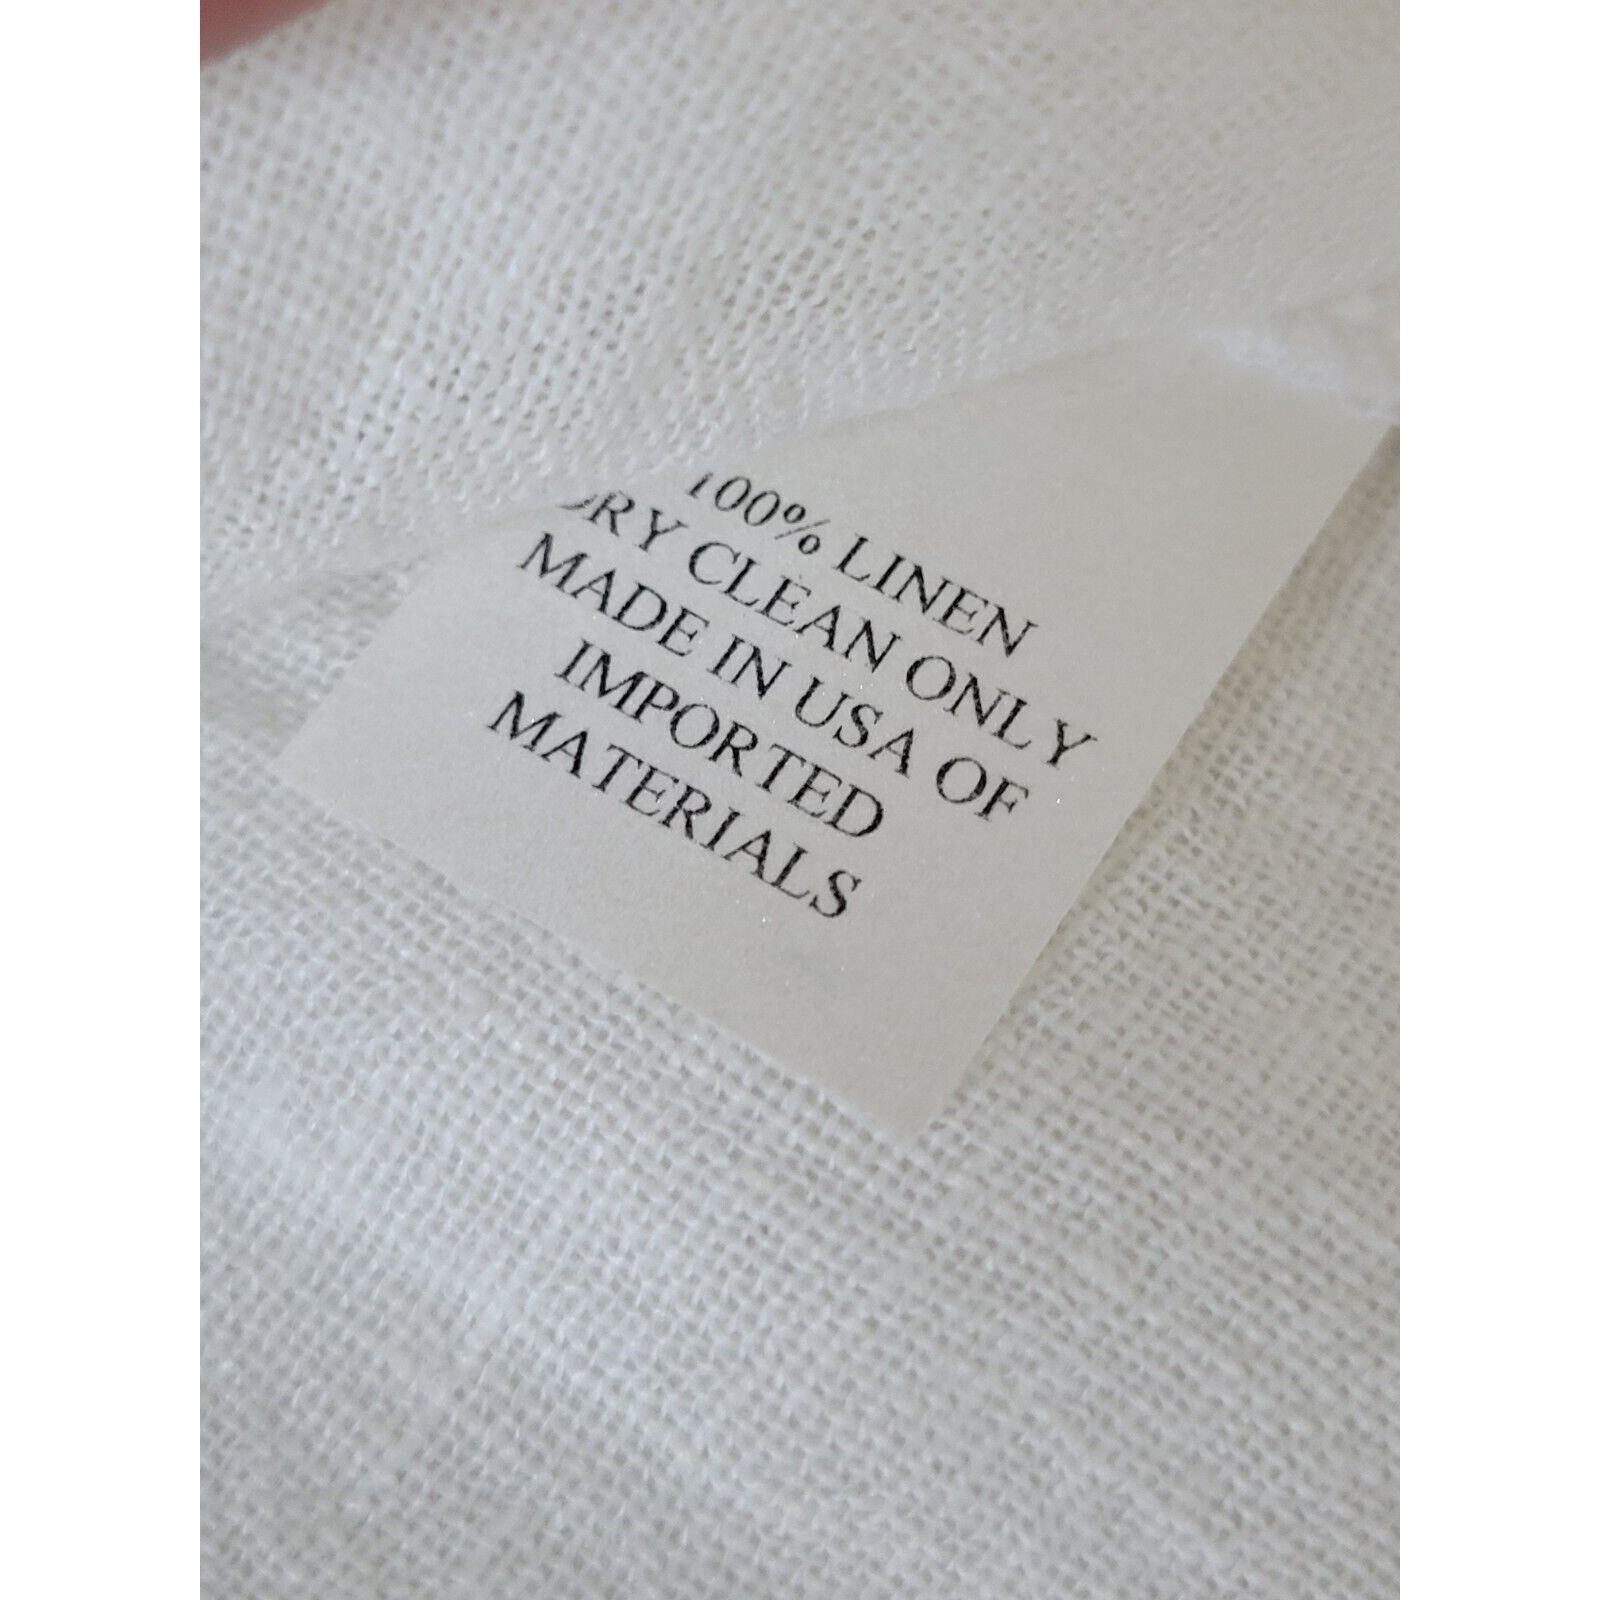 100% LINEN
DRY CLEAN ONLY
MADE IN USA OF
IMPORTED
MATERIALS